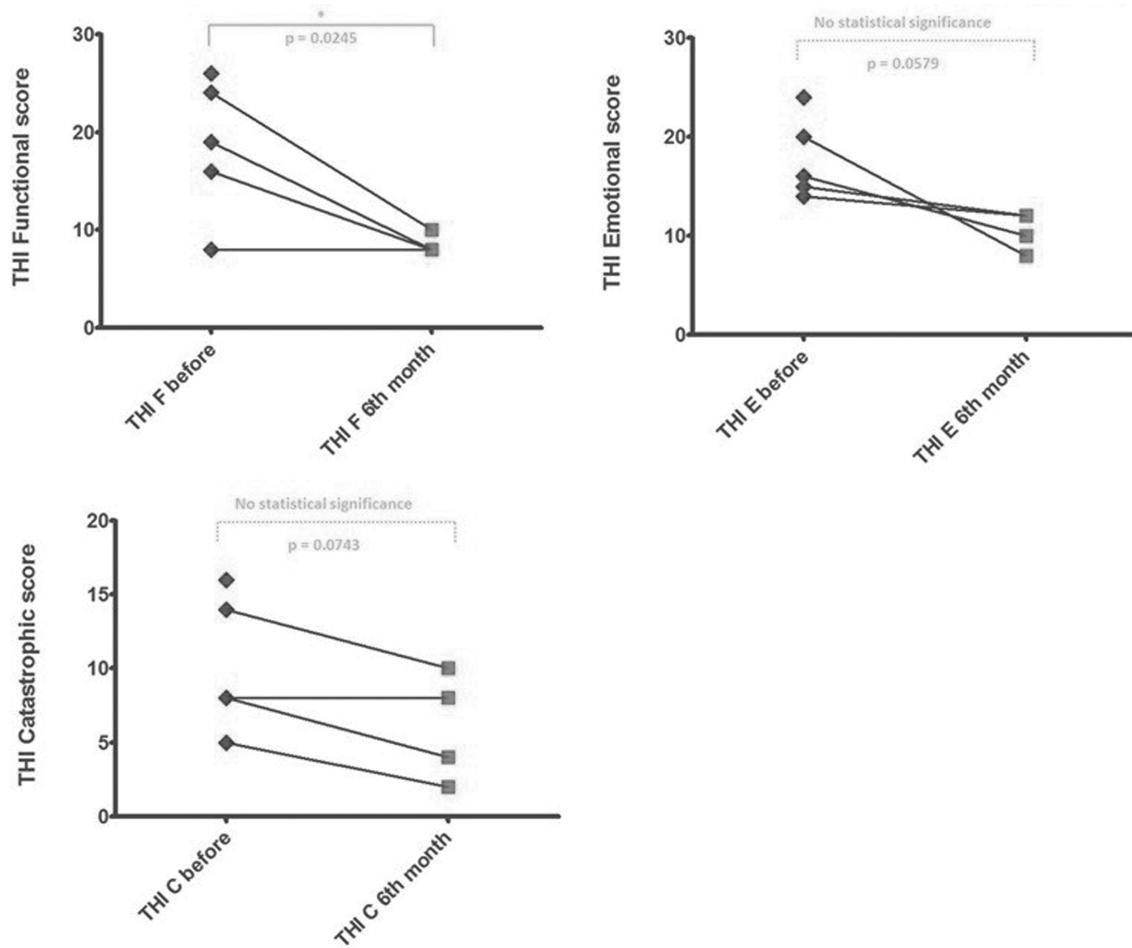 *
p = 0.0245
THI Functional score
30
20
10
0
THI F before
THI F 6th month
No statistical significance
p = 0.0579
THI Emotional score
30
20
10
0
THI E before
THI E 6th month
No statistical significance
p = 0.0743
THI Catastrophic score
20
15
10
5
0
THI C before
THI C 6th month